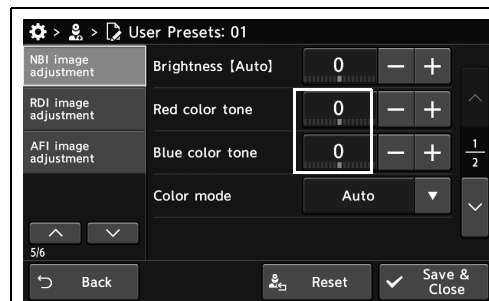 > > User Presets: 01
NBI image
adjustment
RDI image
adjustment
AFI image
adjustment
5/6
Brightness [Auto]
0
− +
Red color tone
0
− +
Blue color tone
0
− +
Color mode
Auto
1
2
Back
Reset
Save &
Close